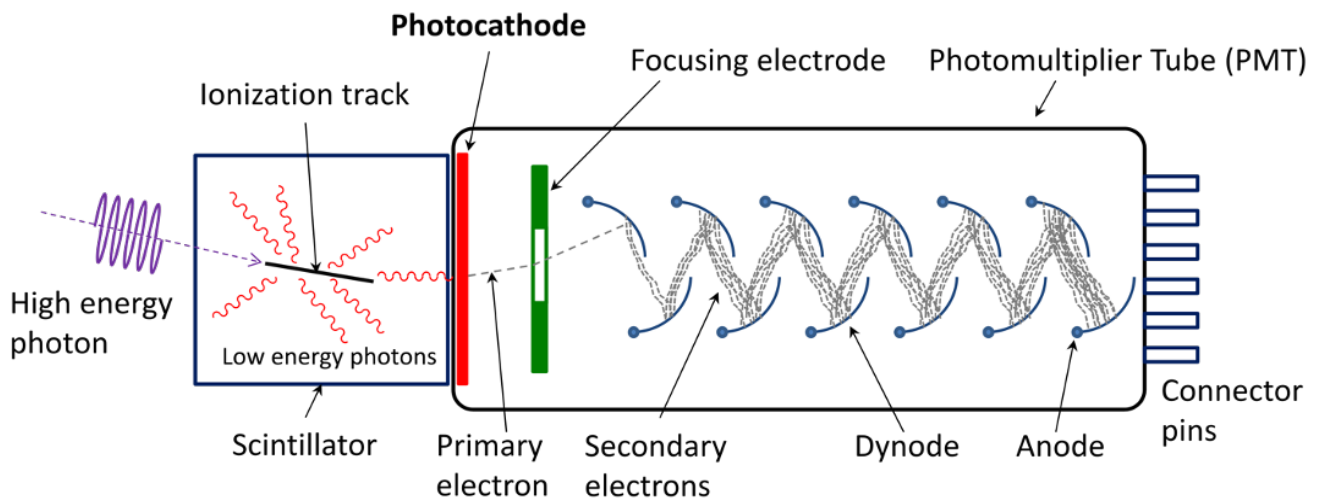 Photocathode
Focusing electrode
Photomultiplier Tube (PMT)
Ionization track
High energy
photon
Low energy photons
Scintillator
Primary
electron
Secondary
electrons
Dynode
Anode
Connector
pins